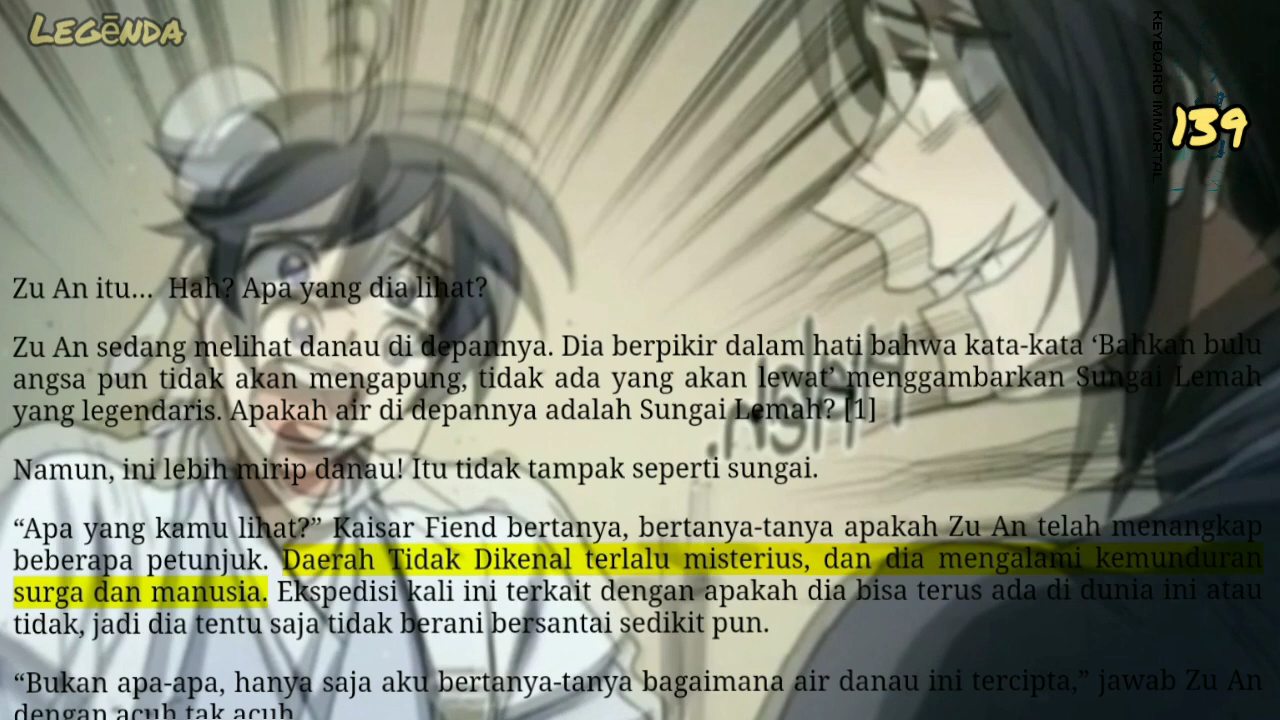 LEGĒNDA
KEYBOARD IMMORTAL
139
Zu An itu… Hah? Apa yang dia lihat?
Zu An sedang melihat danau di depannya. Dia berpikir dalam hati bahwa kata-kata ‘Bahkan bulu
angsa pun tidak akan mengapung, tidak ada yang akan lewat’ menggambarkan Sungai Lemah
yang legendaris. Apakah air di depannya adalah Sungai Lemah? [1]
Namun, ini lebih mirip danau! Itu tidak tampak seperti sungai.
“Apa yang kamu lihat?” Kaisar Fiend bertanya, bertanya-tanya apakah Zu An telah menangkap
beberapa petunjuk. Daerah Tidak Dikenal terlalu misterius, dan dia mengalami kemunduran
surga dan manusia. Ekspedisi kali ini terkait dengan apakah dia bisa terus ada di dunia ini atau
tidak, jadi dia tentu saja tidak berani bersantai sedikit pun.
“Bukan apa-apa, hanya saja aku bertanya-tanya bagaimana air danau ini tercipta,” jawab Zu An
dengan acuh tak acuh